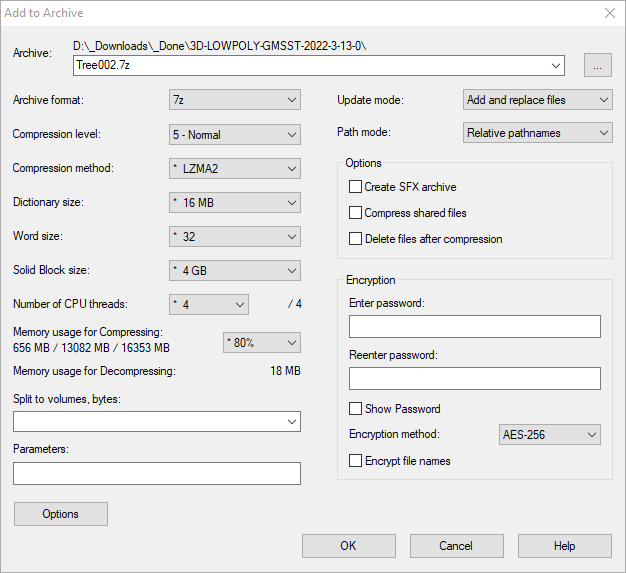 Add to Archive
Archive:
D:\_Downloads\_Done\3D-LOWPOLY-GMSST-2022-3-13-0\
Tree002.7z
...
Archive format:
7z
Compression level:
5 - Normal
Compression method:
* LZMA2
Dictionary size:
* 16 MB
Word size:
* 32
Solid Block size:
* 4 GB
Number of CPU threads:
* 4
/ 4
Memory usage for Compressing:
656 MB / 13082 MB / 16353 MB
* 80%
Memory usage for Decompressing:
18 MB
Split to volumes, bytes:
Parameters:
Options
Update mode:
Add and replace files
Path mode:
Relative pathnames
Options
Create SFX archive
Compress shared files
Delete files after compression
Encryption
Enter password:
Reenter password:
Show Password
Encryption method:
AES-256
Encrypt file names
OK
Cancel
Help